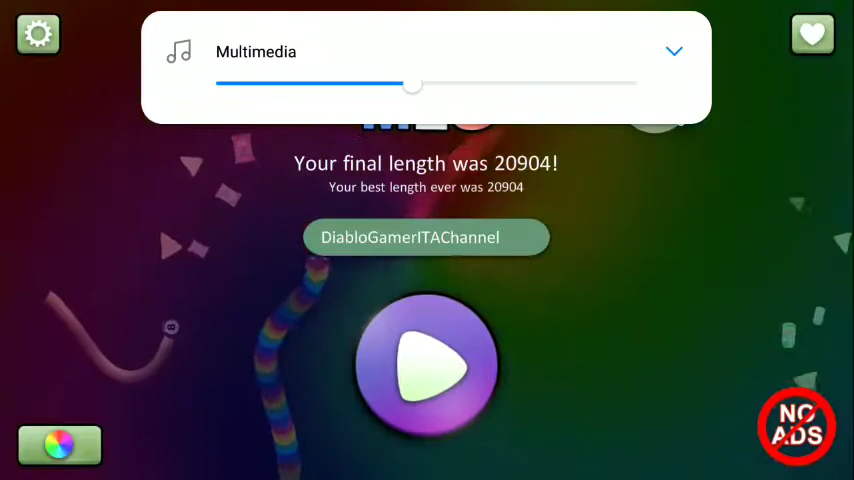 Multimedia
Your final length was 20904!
Your best length ever was 20904
DiabloGamerITAChannel
NO
ADS